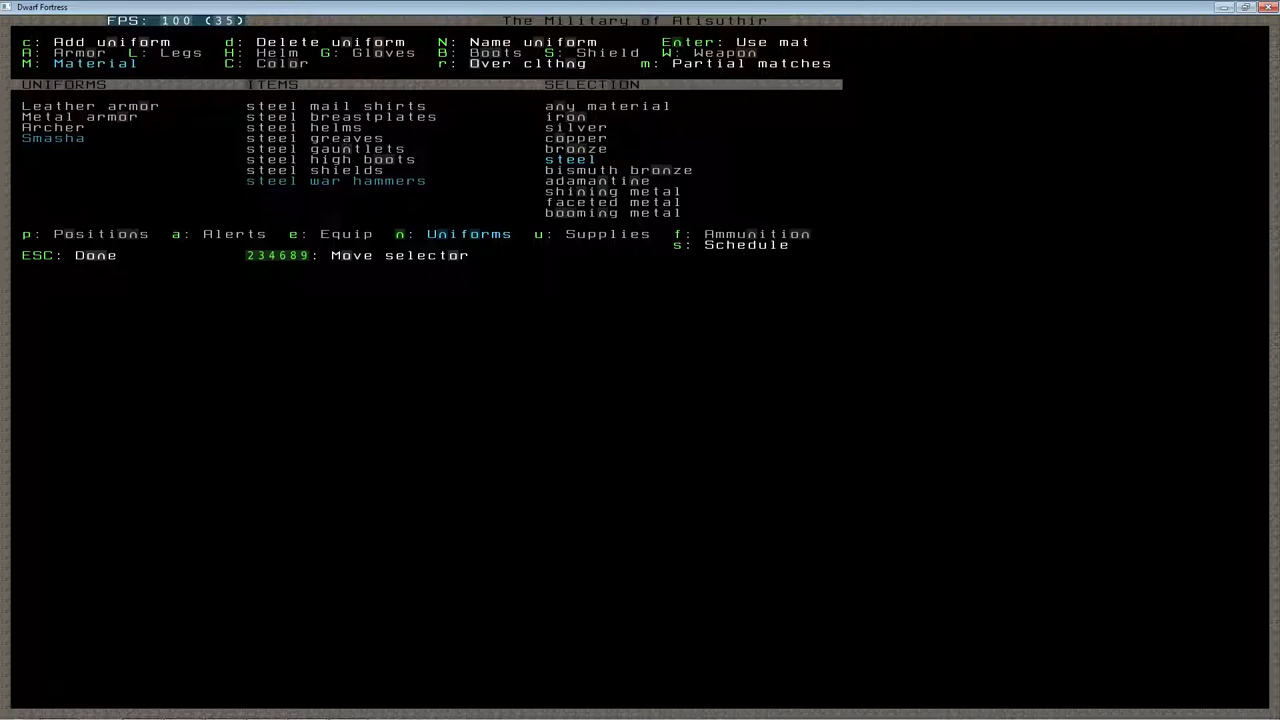 Dwarf Fortress
FPS: 100 (35) The Military of Atisuthir
c: Add uniform d: Delete uniform N: Name uniform Enter: Use mat
A: Armor L: Legs H: Helm G: Gloves B: Boots S: Shield W: Weapon
M: Material C: Color r: Over clthng m: Partial matches
UNIFORMS ITEMS SELECTION
Leather armor steel mail shirts any material
Metal armor steel breastplates iron
Archer steel helms silver
Smasha steel greaves copper
steel gauntlets bronze
steel high boots steel
steel shields bismuth bronze
steel war hammers adamantine
shining metal
faceted metal
booming metal
p: Positions a: Alerts e: Equip n: Uniforms u: Supplies f: Ammunition
s: Schedule
ESC: Done 234689: Move selector